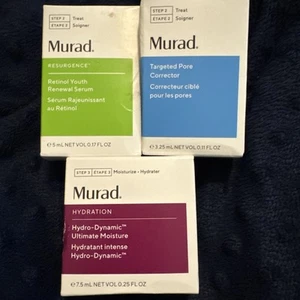 STEP 2 Treat
ÉTAPE 2 Soigner
Murad.
RESURGENCE®
Retinol Youth
Renewal Serum
Sérum Rajeunissant
au Rétinol
e 5 mL NET VOL 0.17 FL OZ
STEP 2 Treat
ÉTAPE 2 Soigner
Murad.
Targeted Pore
Corrector
Correcteur ciblé
pour les pores
e 3.25 mL NET VOL 0.11 FL OZ
STEP 3 ÉTAPE 3 Moisturize • Hydrater
Murad.
HYDRATION
Hydro-Dynamic™
Ultimate Moisture
Hydratant intense
Hydro-Dynamic™
e 7.5 mL NET VOL 0.25 FL OZ